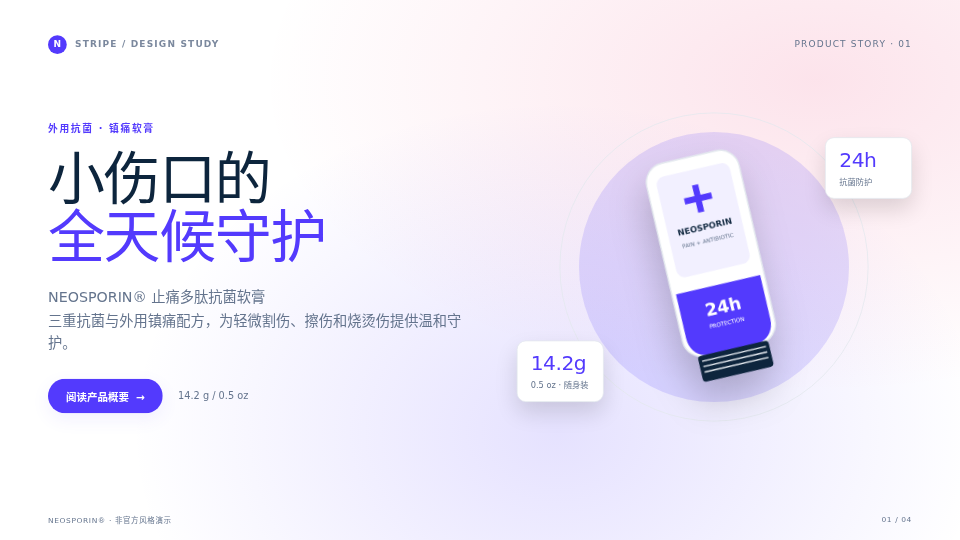 N STRIPE / DESIGN STUDY
PRODUCT STORY · 01
外用抗菌 · 镇痛软膏
小伤口的
全天候守护
NEOSPORIN® 止痛多肽抗菌软膏
三重抗菌与外用镇痛配方，为轻微割伤、擦伤和烧烫伤提供温和守
护。
阅读产品概要 →
14.2 g / 0.5 oz
NEOSPORIN
PAIN + ANTIBIOTIC
24h
PROTECTION
24h
抗菌防护
14.2g
0.5 oz · 随身装
NEOSPORIN® · 非官方风格演示
01 / 04